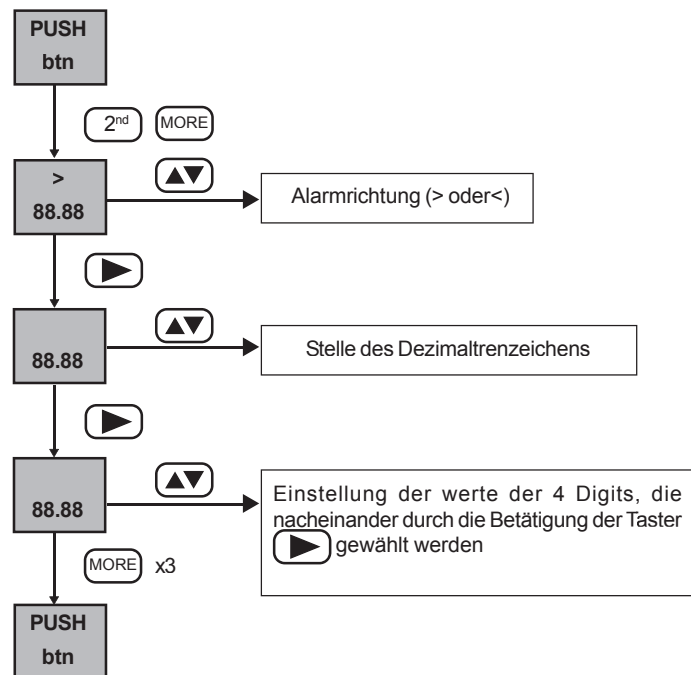 PUSH
btn
2nd MORE
>
88.88
Alarmrichtung (> oder<)
88.88
Stelle des Dezimaltrenzeichens
88.88
Einstellung der werte der 4 Digits, die
nacheinander durch die Betätigung der Taster
gewählt werden
MORE x3
PUSH
btn